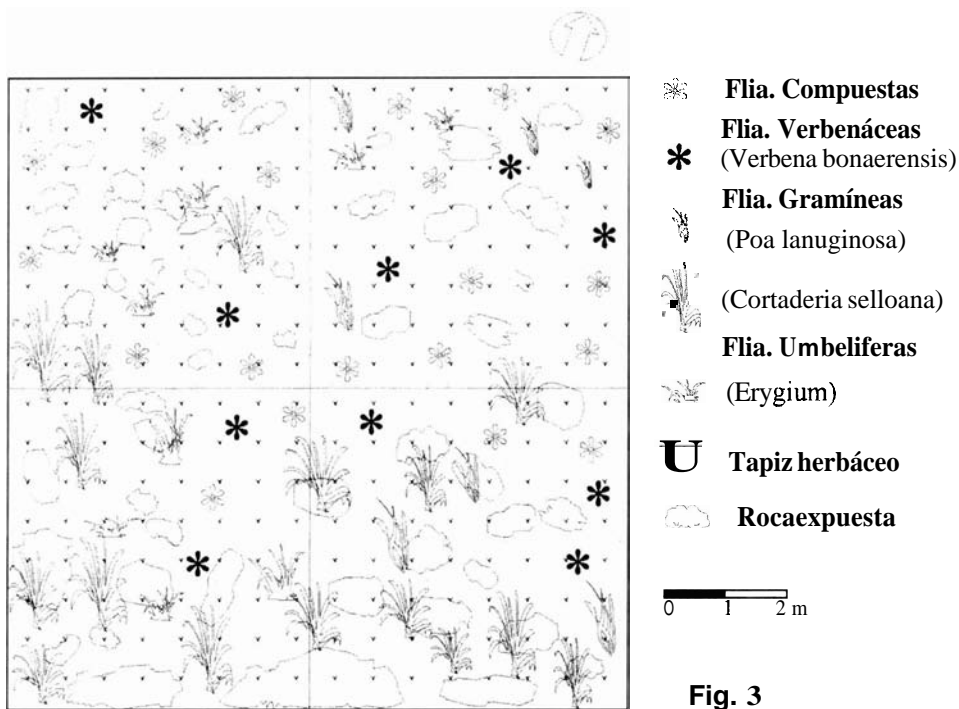 Flia. Compuestas
Flia. Verbenáceas
(Verbena bonaerensis)
Flia. Gramíneas
(Poa lanuginosa)
(Cortaderia selloana)
Flia. Umbeliferas
(Erygium)
U Tapiz herbáceo
Rocaexpuesta
0 1 2 m
Fig. 3